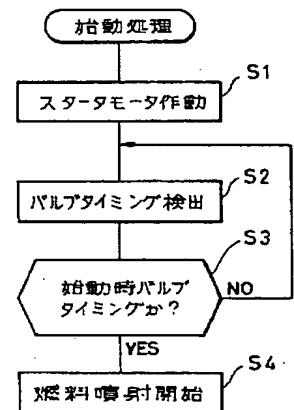 始動処理
S1
スタータモータ作動
S2
バルブタイミング検出
S3
始動時バルブ
タイミングか?
NO
YES
S4
燃料噴射開始